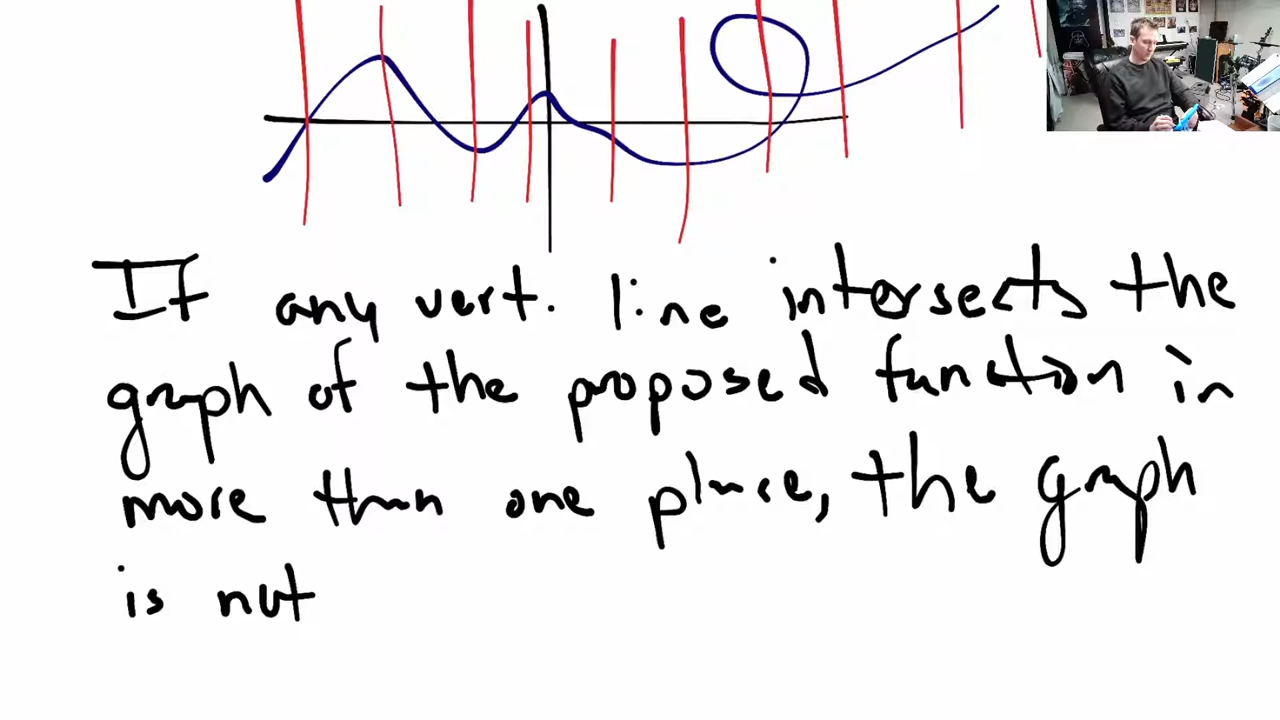 If any vert. line intersects the
graph of the proposed function in
more than one place, the graph
is not